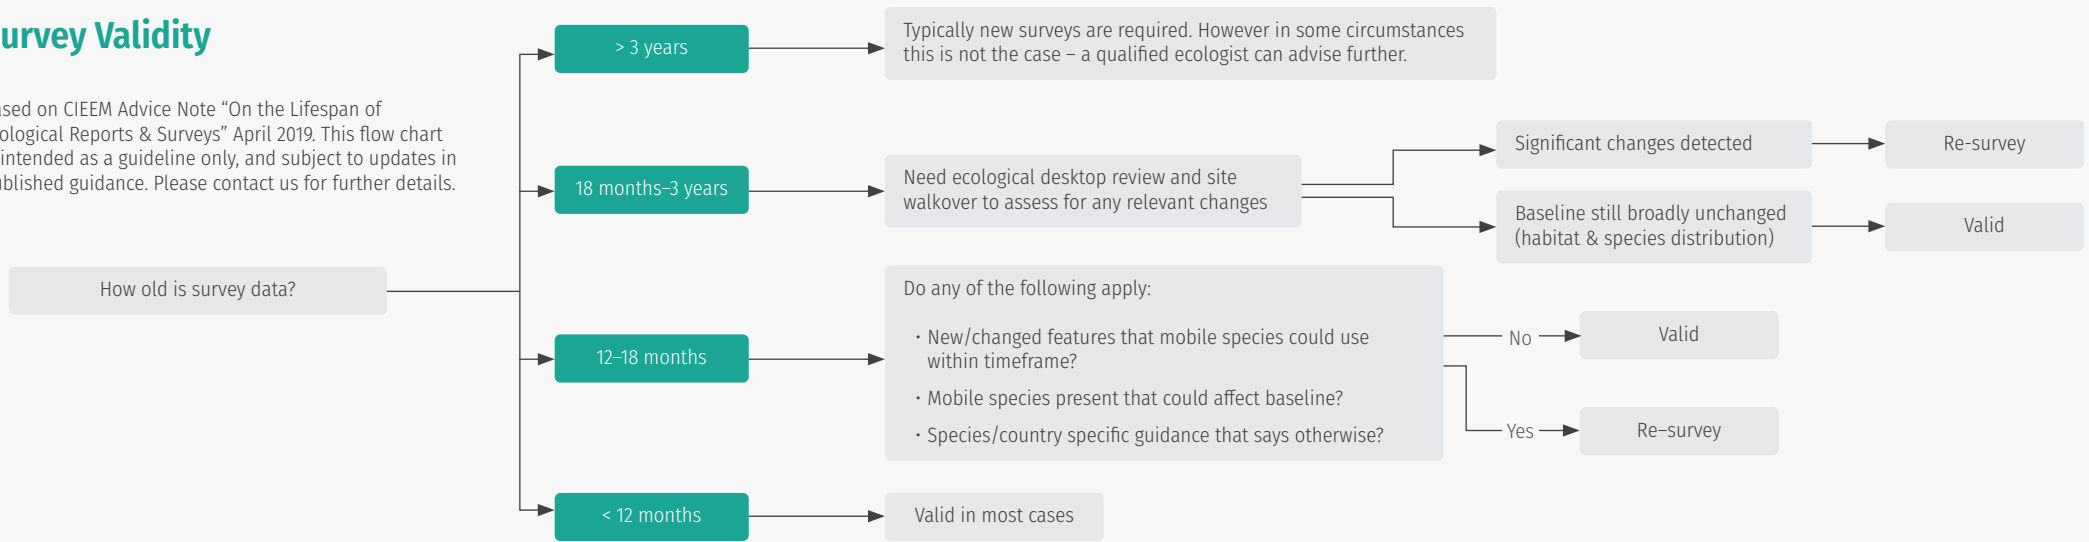 urvey Validity
ased on CIEEM Advice Note “On the Lifespan of
ological Reports & Surveys” April 2019. This flow chart
intended as a guideline only, and subject to updates in
ublished guidance. Please contact us for further details.
How old is survey data?
> 3 years
Typically new surveys are required. However in some circumstances
this is not the case – a qualified ecologist can advise further.
18 months–3 years
Need ecological desktop review and site
walkover to assess for any relevant changes
Significant changes detected
Re-survey
Baseline still broadly unchanged
(habitat & species distribution)
Valid
12–18 months
Do any of the following apply:
· New/changed features that mobile species could use
within timeframe?
· Mobile species present that could affect baseline?
· Species/country specific guidance that says otherwise?
No
Valid
Yes
Re–survey
< 12 months
Valid in most cases